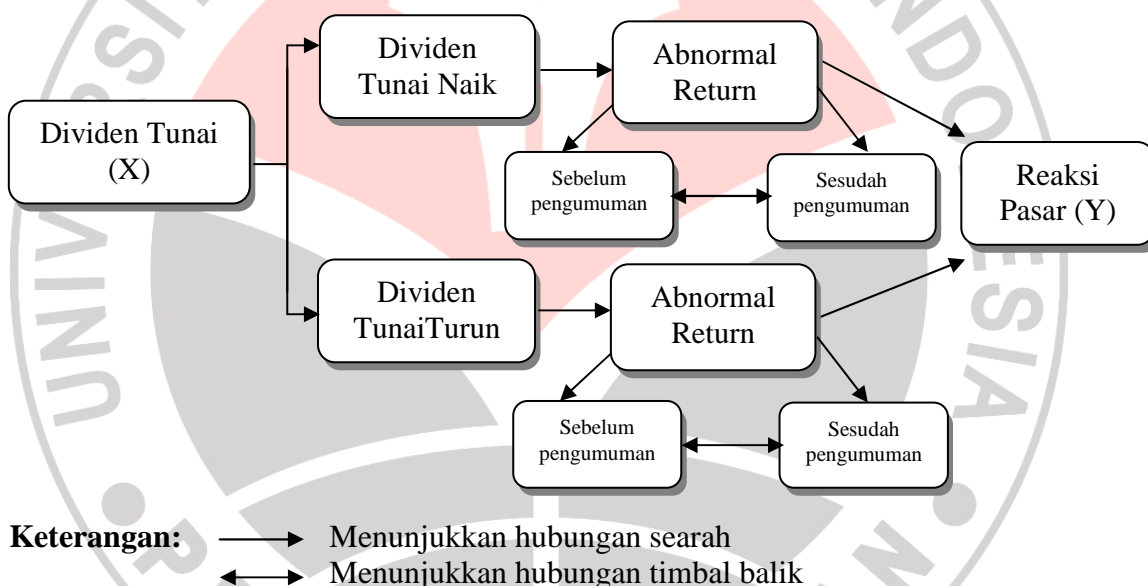 Dividen
Tunai Naik
Abnormal
Return
Dividen Tunai
(X)
Sebelum
pengumuman
Sesudah
pengumuman
Reaksi
Pasar (Y)
Dividen
TunaiTurun
Abnormal
Return
Sebelum
pengumuman
Sesudah
pengumuman
Keterangan: Menunjukkan hubungan searah
Menunjukkan hubungan timbal balik